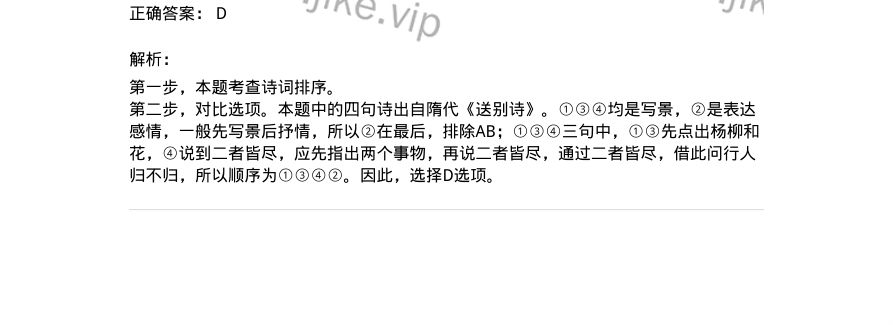 正确答案： D
jike.vip
解析：
第一步，本题考查诗词排序。
第二步，对比选项。本题中的四句诗出自隋代《送别诗》。①③④均是写景，②是表达
感情，一般先写景后抒情，所以②在最后，排除AB；①③④三句中，①③先点出杨柳和
花，④说到二者皆尽，应先指出两个事物，再说二者皆尽，通过二者皆尽，借此问行人
归不归，所以顺序为①③④②。因此，选择D选项。